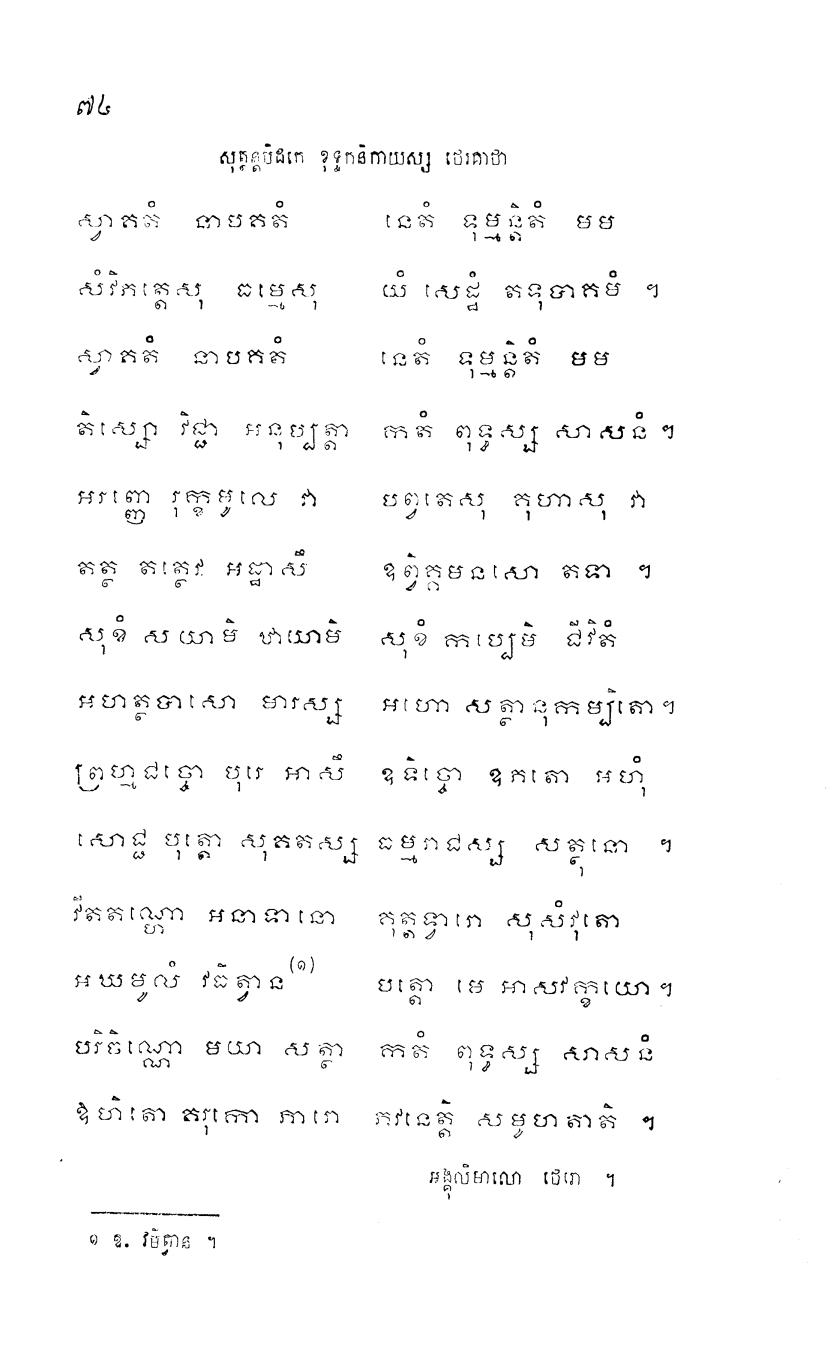 ៧៤
សុត្តន្តបិដកេ ខុទ្ទកនិកាយស្ស ថេរគាថា
ស្វាគតំ នាបគតំ នេតំ ទុម្មន្តិតំ មម
សំវិភត្តេសុ ធម្មេសុ យំ សេដ្ឋំ តទុបាគមំ ។
ស្វាគតំ នាបគតំ នេតំ ទុម្មន្តិតំ មម
តិស្សោ វិជ្ជា អនុប្បត្តា កតំ ពុទ្ធស្ស សាសនំ ។
អរញ្ញេ រុក្ខមូលេ វា បព្វតេសុ គុហាសុ វា
តត្ថ តត្ថេវ អដ្ឋាសឹ ឧព្វិគ្គមនសោ តទា ។
សុខំ សយាមិ ឋាយាមិ សុខំ កប្បេមិ ជីវិតំ
អហត្ថបាសោ មារស្ស អហោ សត្ថានុកម្បិតោ ។
ព្រហ្មជច្ចោ បុរេ អាសឹ ឧទិច្ចោ ឧភតោ អហុំ
សោជ្ជ បុត្តោ សុគតស្ស ធម្មរាជស្ស សត្ថុនោ ។
វីតតណ្ហោ អនាទានោ គុត្តទ្វារោ សុសំវុតោ
អឃមូលំ វធិត្វាន(១) បត្តោ មេ អាសវក្ខយោ ។
បរិចិណ្ណោ មយា សត្ថា កតំ ពុទ្ធស្ស សាសនំ
ឱហិតោ គរុកោ ភារោ ភវនេត្តិ សមូហតាតិ ។
អង្គុលិមាលោ ថេរោ ។
១ ឱ. វមិត្វាន ។